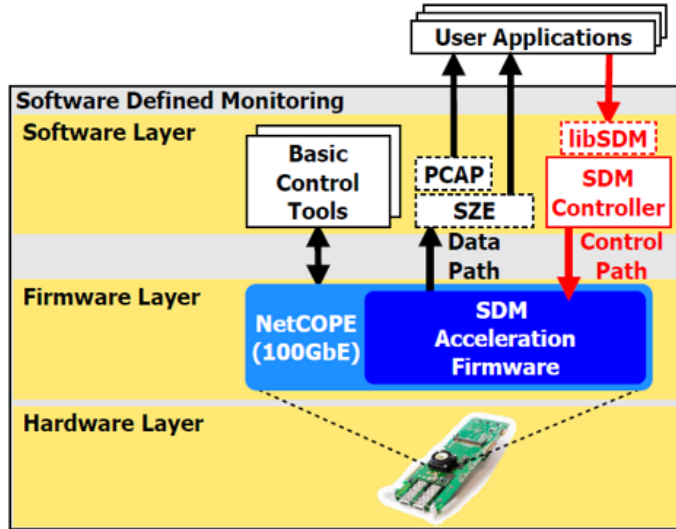 User Applications
Software Defined Monitoring
Software Layer
libSDM
Basic
Control
Tools
PCAP
SZE
SDM
Controller
Data
Path
Control
Path
Firmware Layer
NetCOPE
(100GbE)
SDM
Acceleration
Firmware
Hardware Layer